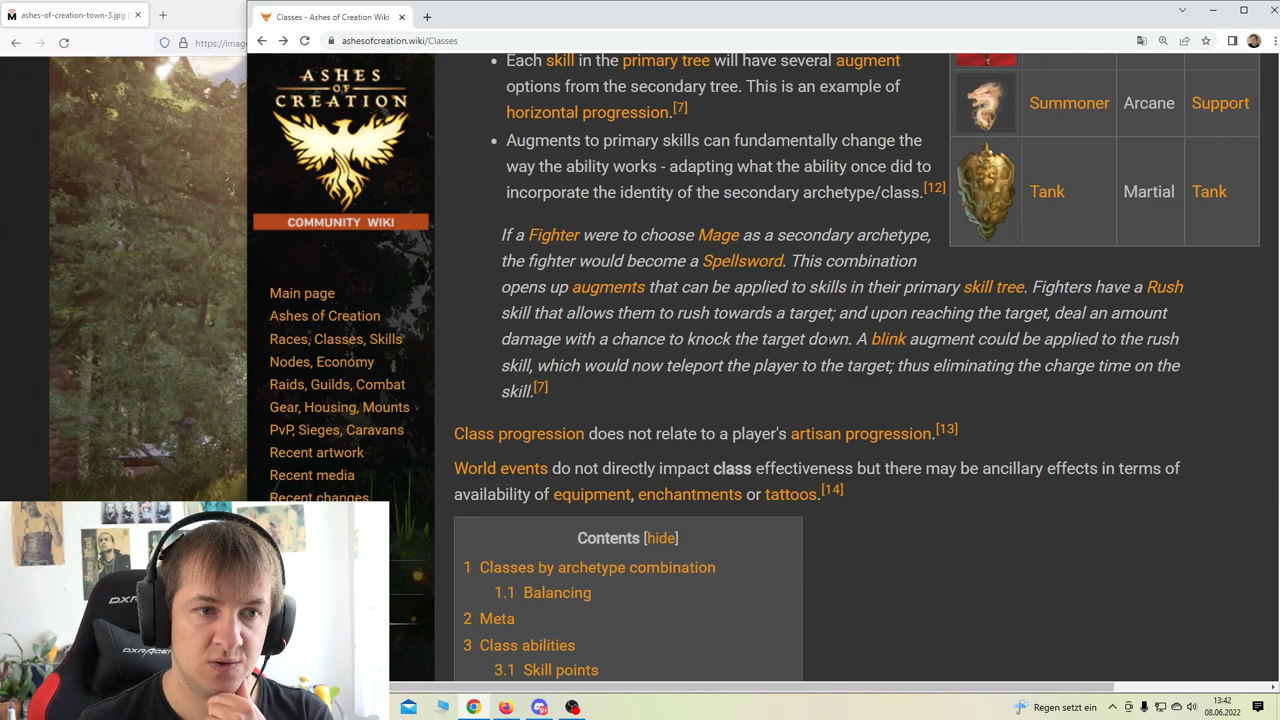 ashes-of-creation-town-3.jpg
Classes - Ashes of Creation Wiki
https://imag
ashesofcreation.wiki/Classes
ASHES
OF
CREATION
COMMUNITY WIKI
Main page
Ashes of Creation
Races, Classes, Skills
Nodes, Economy
Raids, Guilds, Combat
Gear, Housing, Mounts
PvP, Sieges, Caravans
Recent artwork
Recent media
Recent changes
Each skill in the primary tree will have several augment
options from the secondary tree. This is an example of
horizontal progression.[7]
Augments to primary skills can fundamentally change the
way the ability works - adapting what the ability once did to
incorporate the identity of the secondary archetype/class.[12]
If a Fighter were to choose Mage as a secondary archetype,
the fighter would become a Spellsword. This combination
opens up augments that can be applied to skills in their primary skill tree. Fighters have a Rush
skill that allows them to rush towards a target; and upon reaching the target, deal an amount
damage with a chance to knock the target down. A blink augment could be applied to the rush
skill, which would now teleport the player to the target; thus eliminating the charge time on the
skill.[7]
Class progression does not relate to a player's artisan progression.[13]
World events do not directly impact class effectiveness but there may be ancillary effects in terms of
availability of equipment, enchantments or tattoos.[14]
Summoner Arcane Support
Tank Martial Tank
Contents [hide]
1 Classes by archetype combination
1.1 Balancing
2 Meta
3 Class abilities
3.1 Skill points
DXR
DXRACER
Regen setzt ein
13:42
08.06.2022